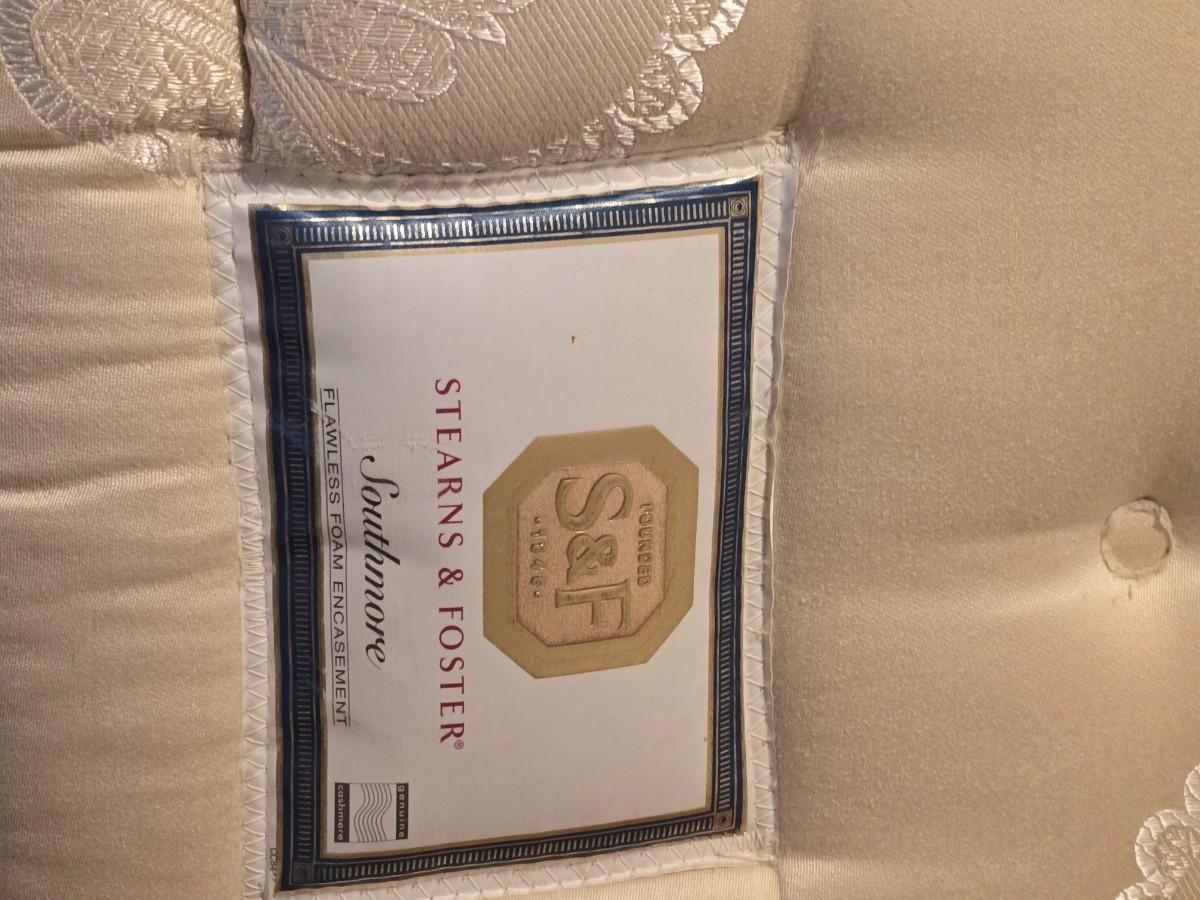 FOUNDED
S&F
·1846·
STEARNS & FOSTER®
Southmore
FLAWLESS FOAM ENCASEMENT
genuine
cashmere